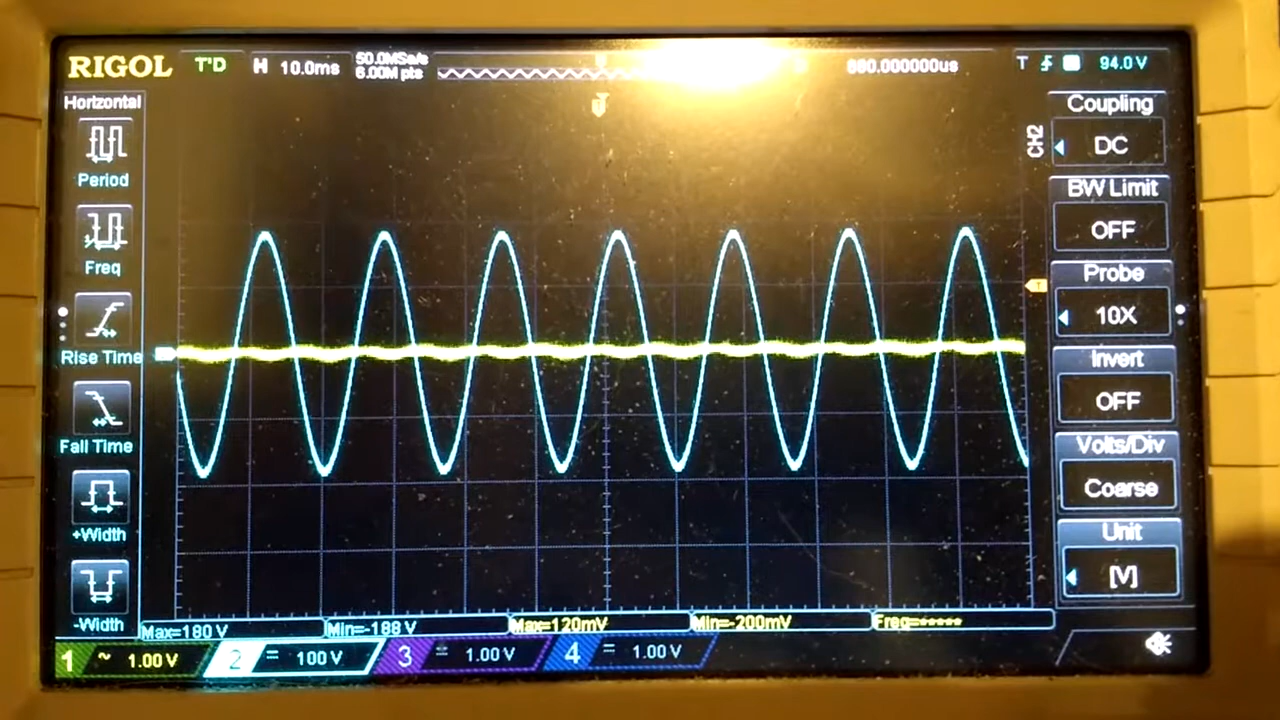 RIGOL T'D H 10.0ms 50.0MSa/s 6.00M pts T 94.0 V
Horizontal
Period
Freq
Rise Time
Fall Time
+Width
-Width
T
T
CH2
Coupling
DC
BW Limit
OFF
Probe
10X
Invert
OFF
Volts/Div
Coarse
Unit
[V]
Max=180 V Min=-188 V Max=120mV Min=-200mV Freq=*****
1 ~ 1.00 V 2 100 V 3 1.00 V 4 1.00 V